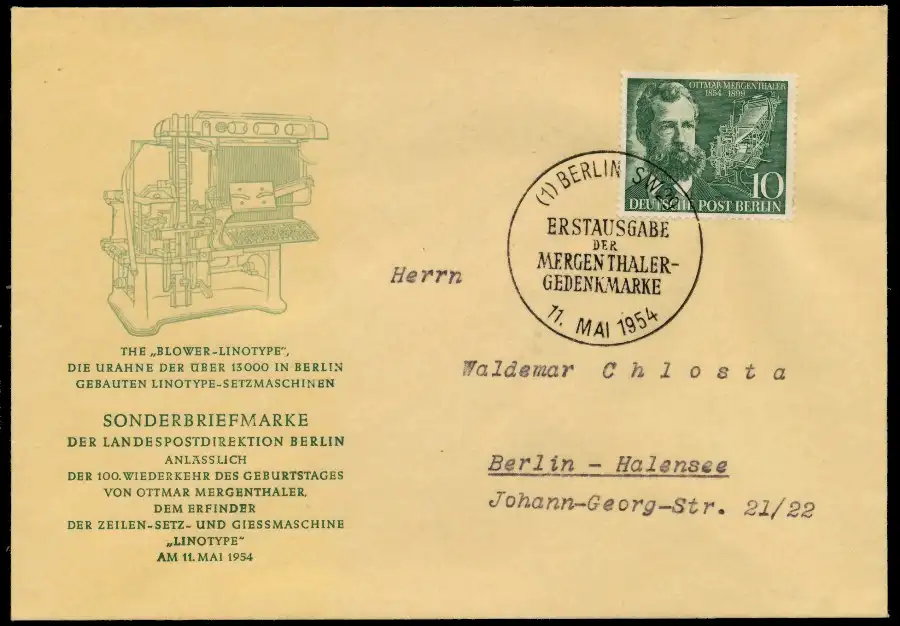 THE „BLOWER-LINOTYPE“,
DIE URAHNE DER ÜBER 13000 IN BERLIN
GEBAUTEN LINOTYPE-SETZMASCHINEN
SONDERBRIEFMARKE
DER LANDESPOSTDIREKTION BERLIN
ANLÄSSLICH
DER 100. WIEDERKEHR DES GEBURTSTAGES
VON OTTMAR MERGENTHALER,
DEM ERFINDER
DER ZEILEN-SETZ- UND GIESSMASCHINE
„LINOTYPE“
AM 11. MAI 1954
OTTMAR MERGENTHALER
1854 1899
10
DEUTSCHE POST BERLIN
(1) BERLIN SW
ERSTAUSGABE
DER
MERGENTHALER-
GEDENKMARKE
11. MAI 1954
Herrn
Waldemar Chlosta
Berlin - Halensee
Johann-Georg-Str. 21/22